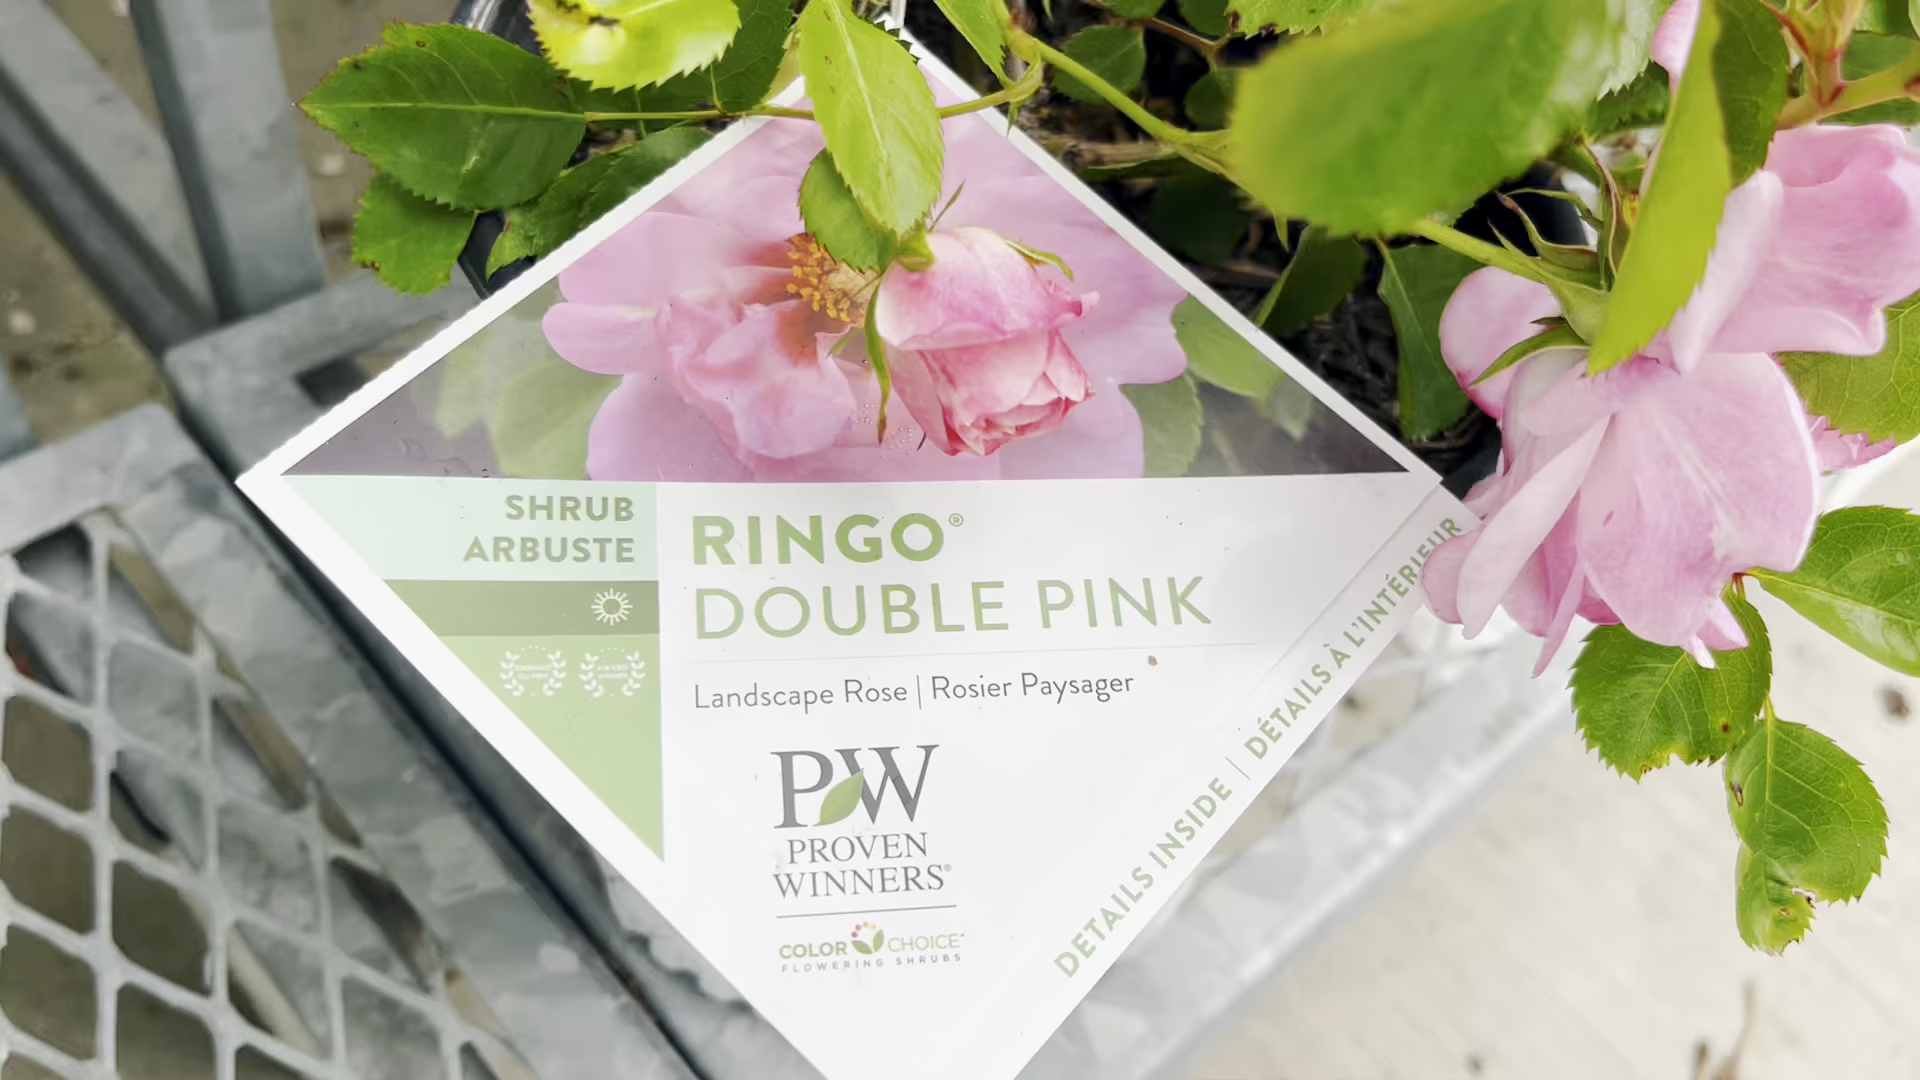 SHRUB
ARBUSTE
RINGO®
DOUBLE PINK
Landscape Rose | Rosier Paysager
PW
PROVEN
WINNERS®
COLOR CHOICE
FLOWERING SHRUBS
DETAILS INSIDE | DÉTAILS À L'INTÉRIEUR